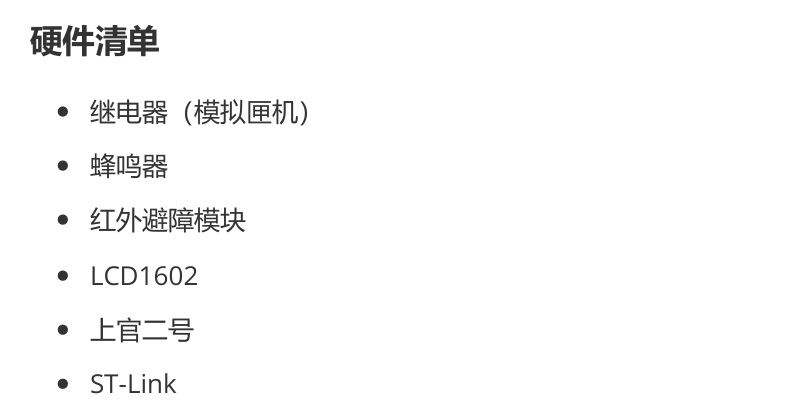 硬件清单
继电器（模拟匣机）
蜂鸣器
红外避障模块
LCD1602
上官二号
ST-Link